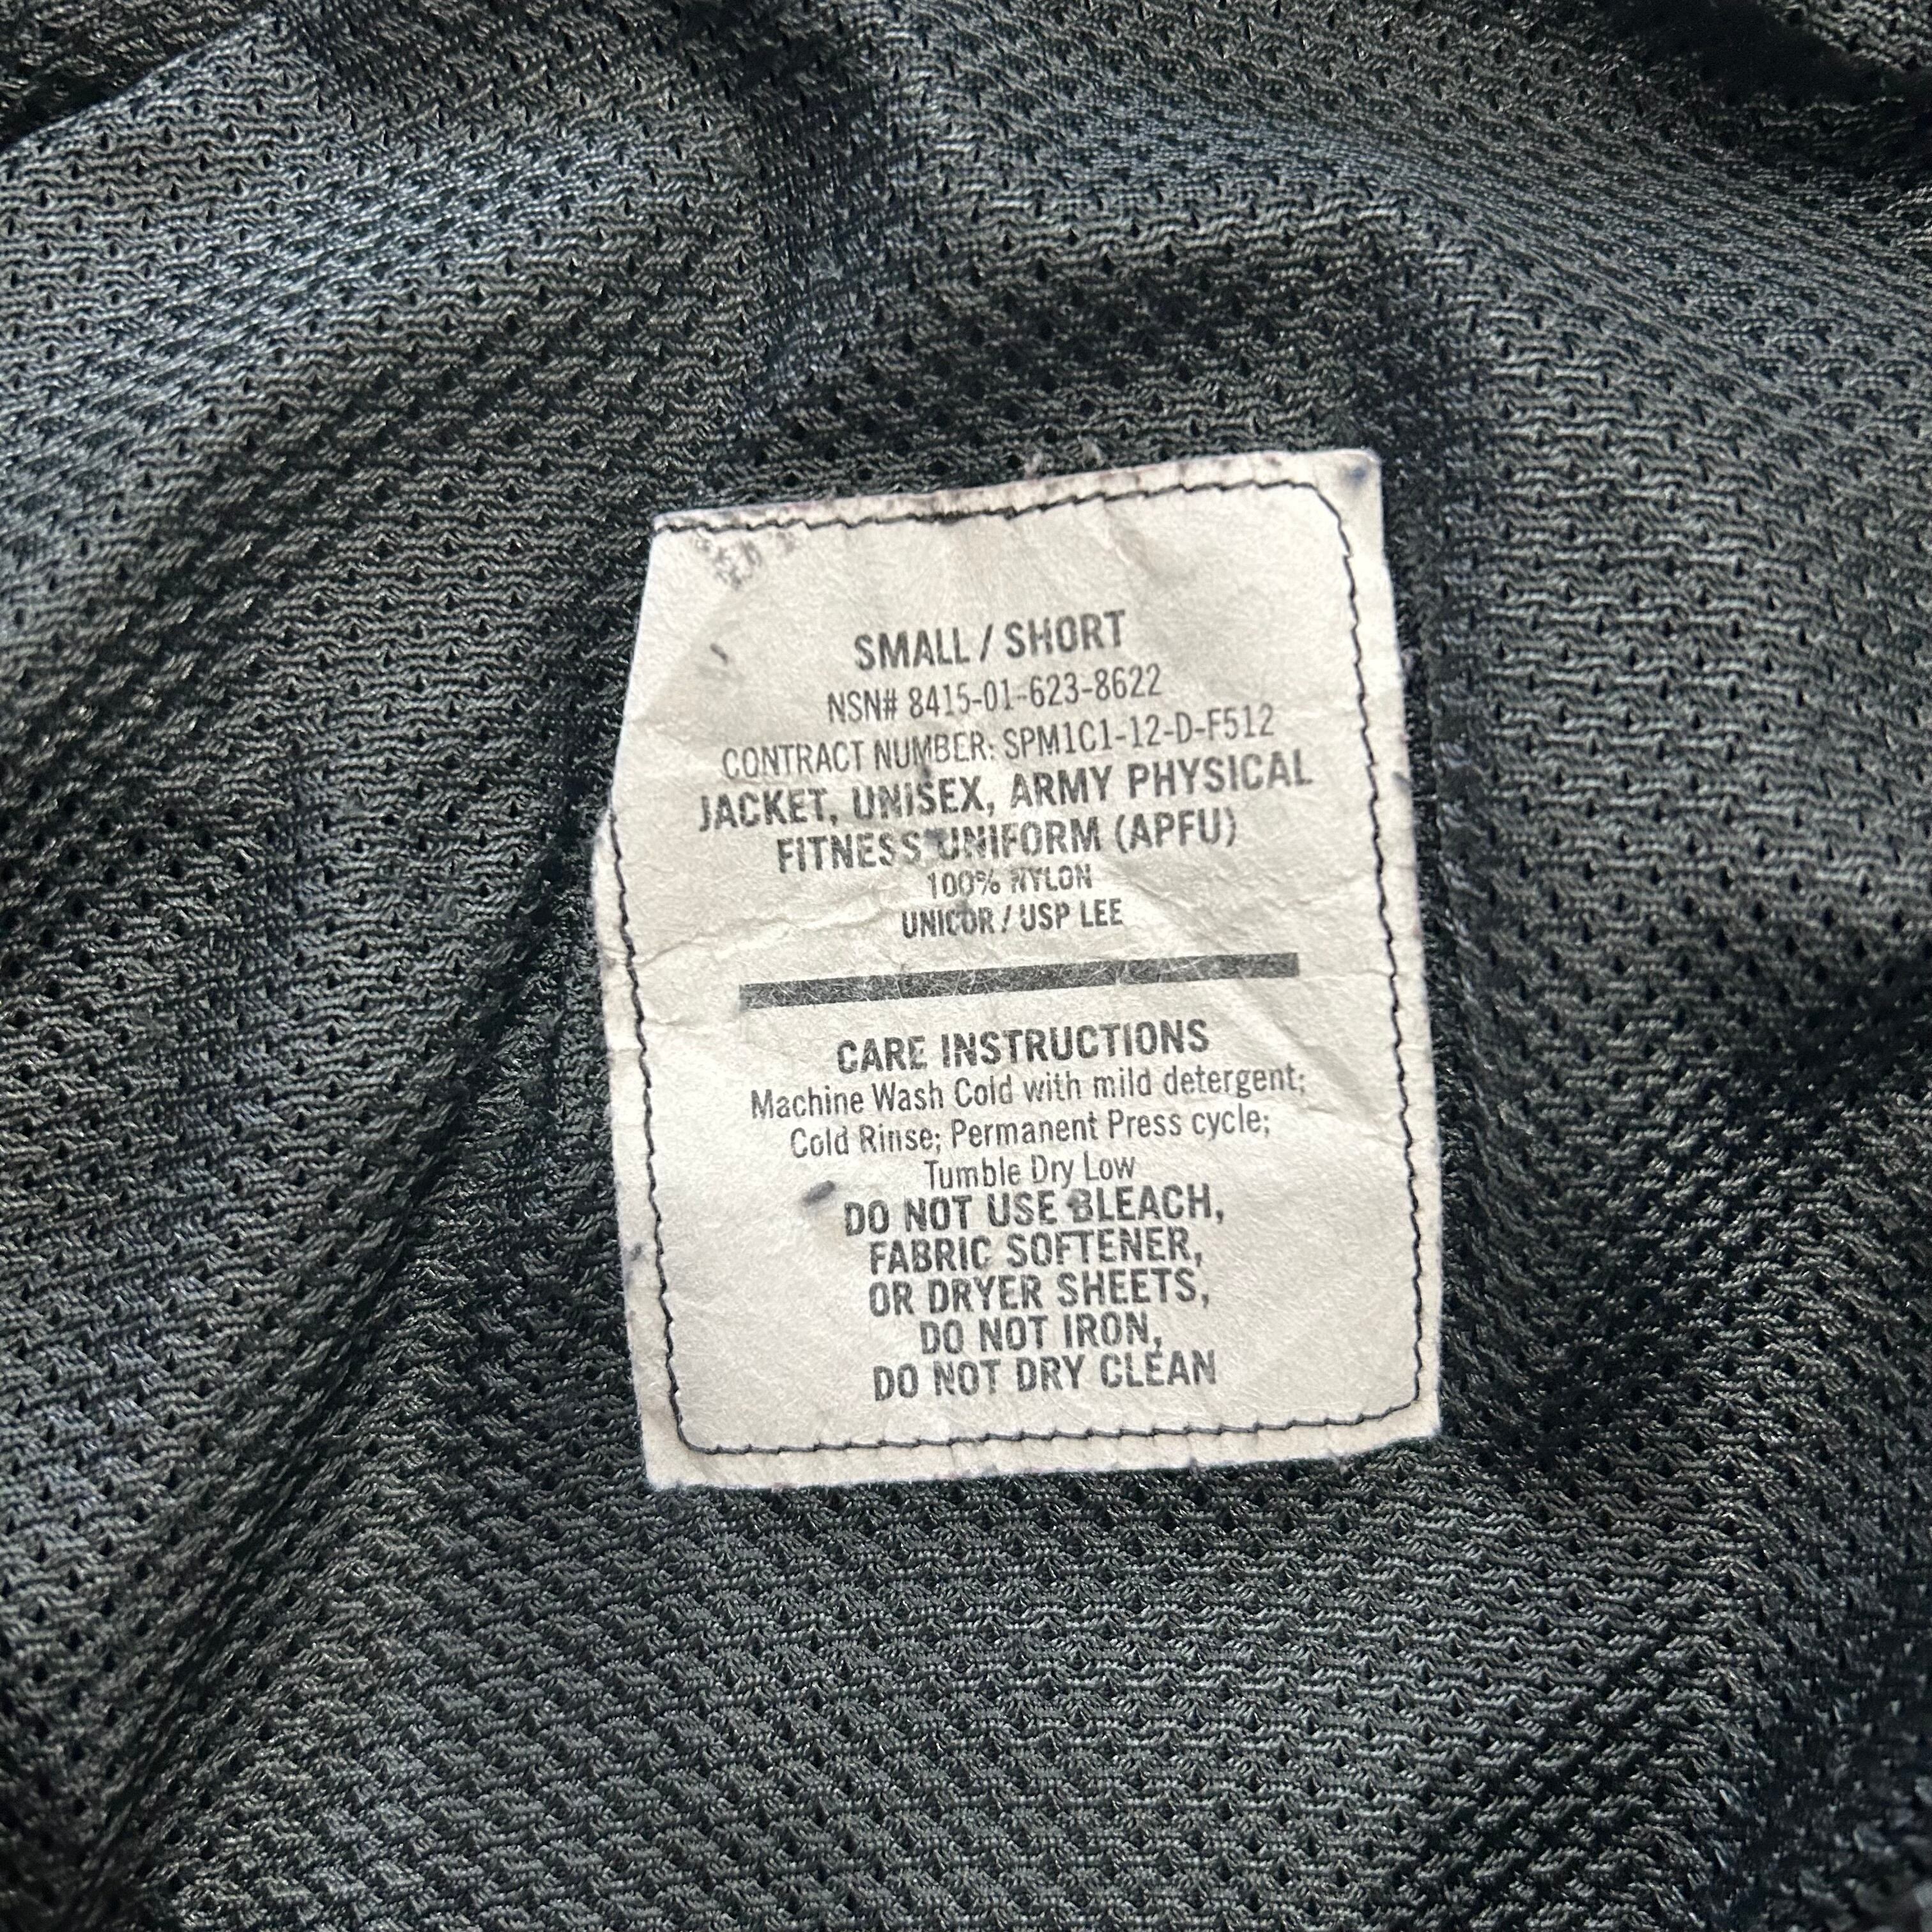 SMALL / SHORT
NSN# 8415-01-623-8622
CONTRACT NUMBER: SPM1C1-12-D-F512
JACKET, UNISEX, ARMY PHYSICAL
FITNESS UNIFORM (APFU)
100% NYLON
UNICOR / USP LEE
CARE INSTRUCTIONS
Machine Wash Cold with mild detergent;
Cold Rinse; Permanent Press cycle;
Tumble Dry Low
DO NOT USE BLEACH,
FABRIC SOFTENER,
OR DRYER SHEETS,
DO NOT IRON,
DO NOT DRY CLEAN